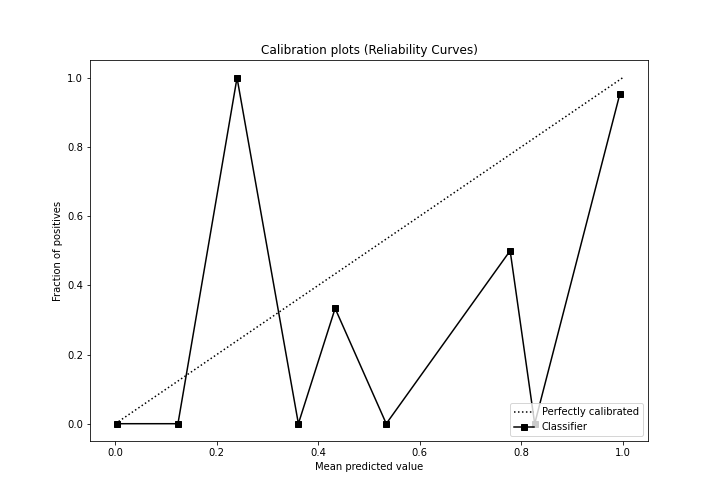 Calibration plots (Reliability Curves)
1.0
0.8
0.6
0.4
0.2
0.0
Fraction of positives
0.0 0.2 0.4 0.6 0.8 1.0
Mean predicted value
Perfectly calibrated
Classifier